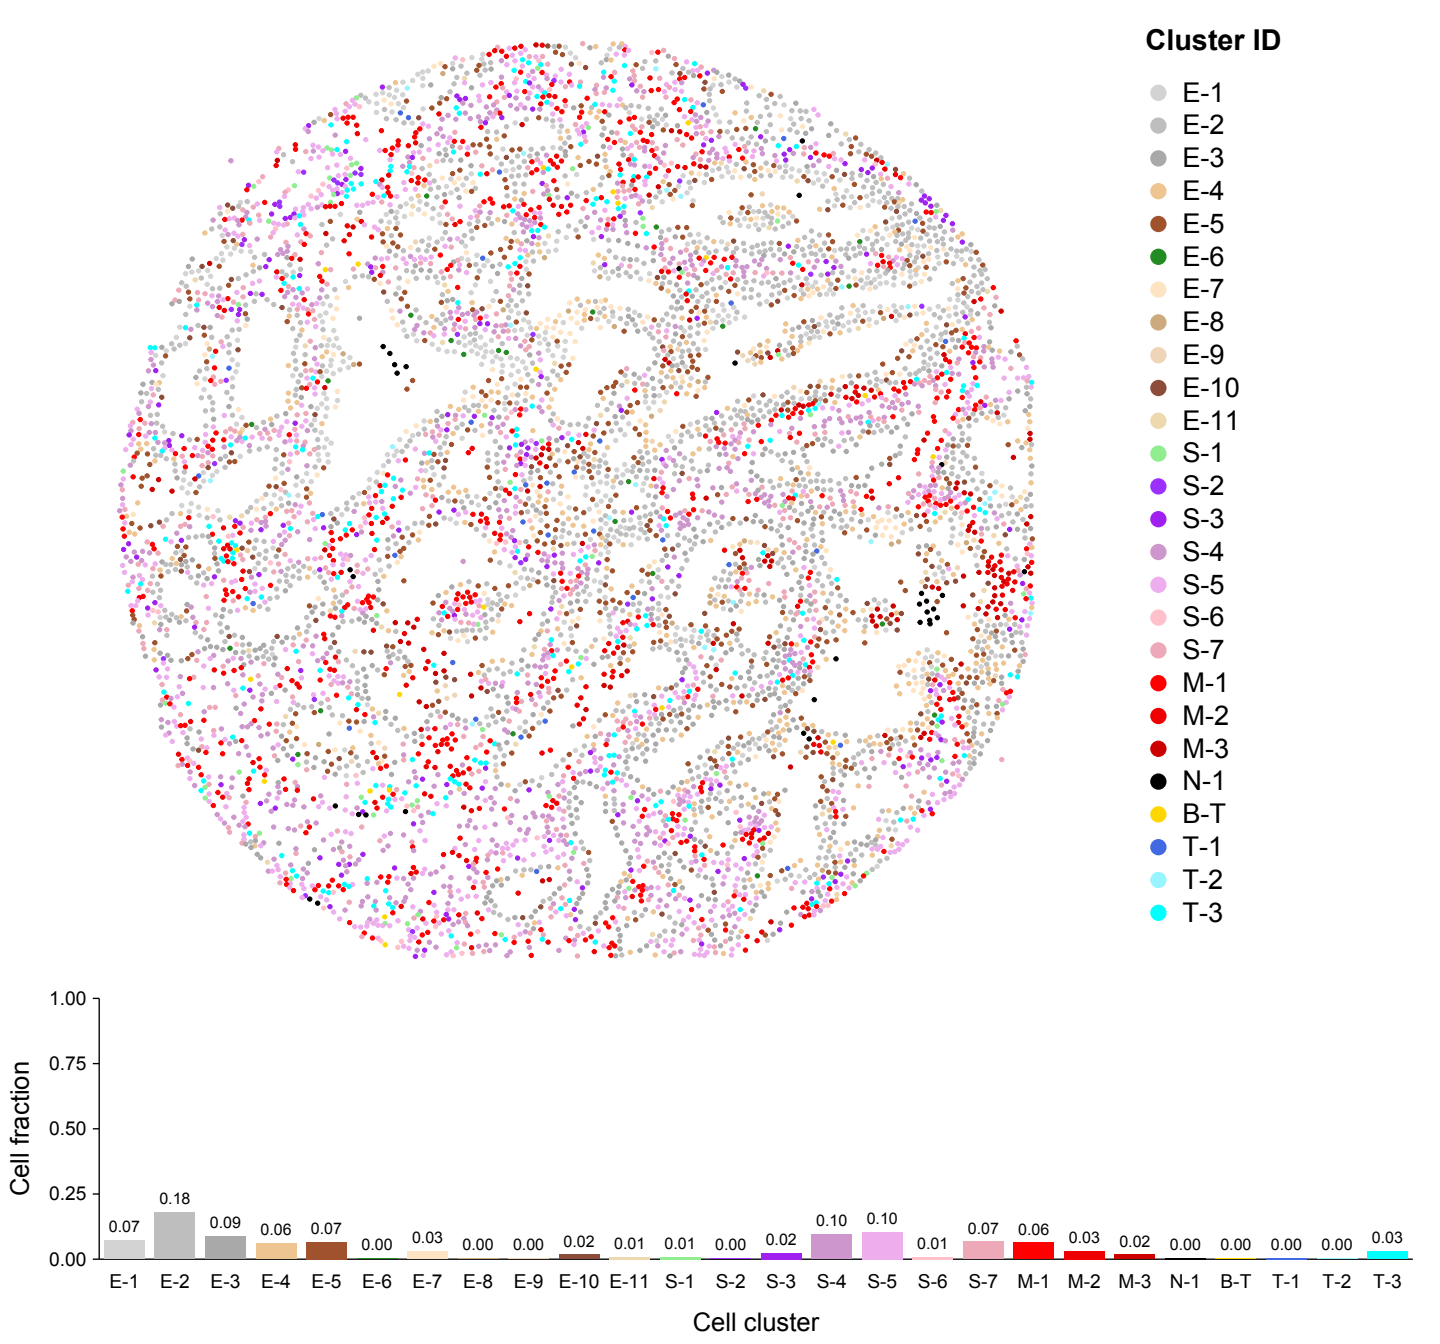 Cluster ID
E-1
E-2
E-3
E-4
E-5
E-6
E-7
E-8
E-9
E-10
E-11
S-1
S-2
S-3
S-4
S-5
S-6
S-7
M-1
M-2
M-3
N-1
B-T
T-1
T-2
T-3
1.00
0.75
0.50
0.25
0.00
Cell fraction
0.07 0.18 0.09 0.06 0.07 0.00 0.03 0.00 0.00 0.02 0.01 0.01 0.00 0.02 0.10 0.10 0.01 0.07 0.06 0.03 0.02 0.00 0.00 0.00 0.00 0.03
E-1 E-2 E-3 E-4 E-5 E-6 E-7 E-8 E-9 E-10 E-11 S-1 S-2 S-3 S-4 S-5 S-6 S-7 M-1 M-2 M-3 N-1 B-T T-1 T-2 T-3
Cell cluster